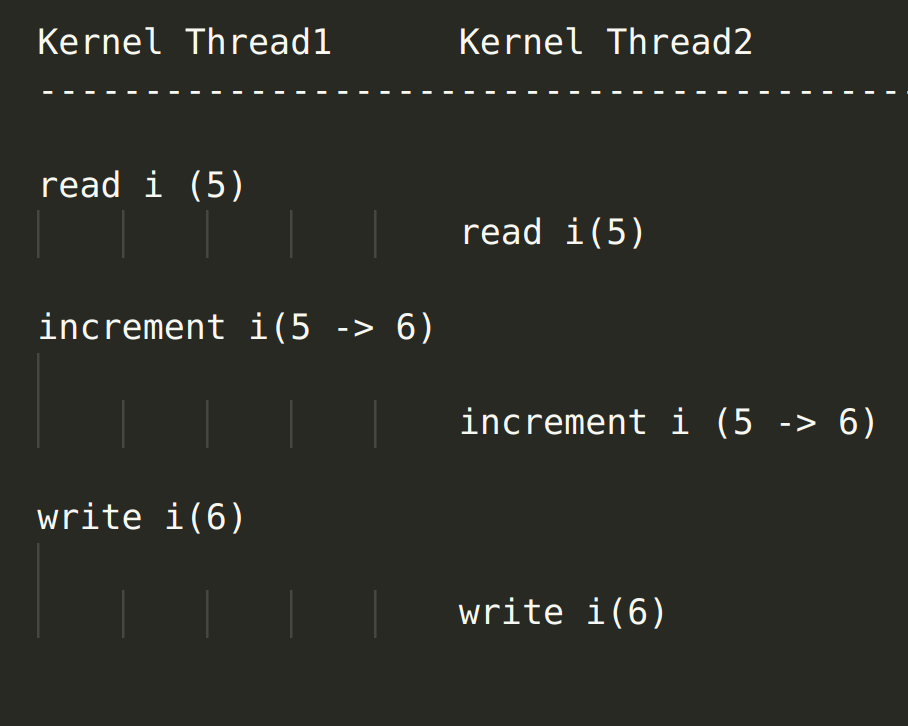 Kernel Thread1      Kernel Thread2
------------------------------------------
read i (5)
read i(5)
increment i(5 -> 6)
increment i (5 -> 6)
write i(6)
write i(6)